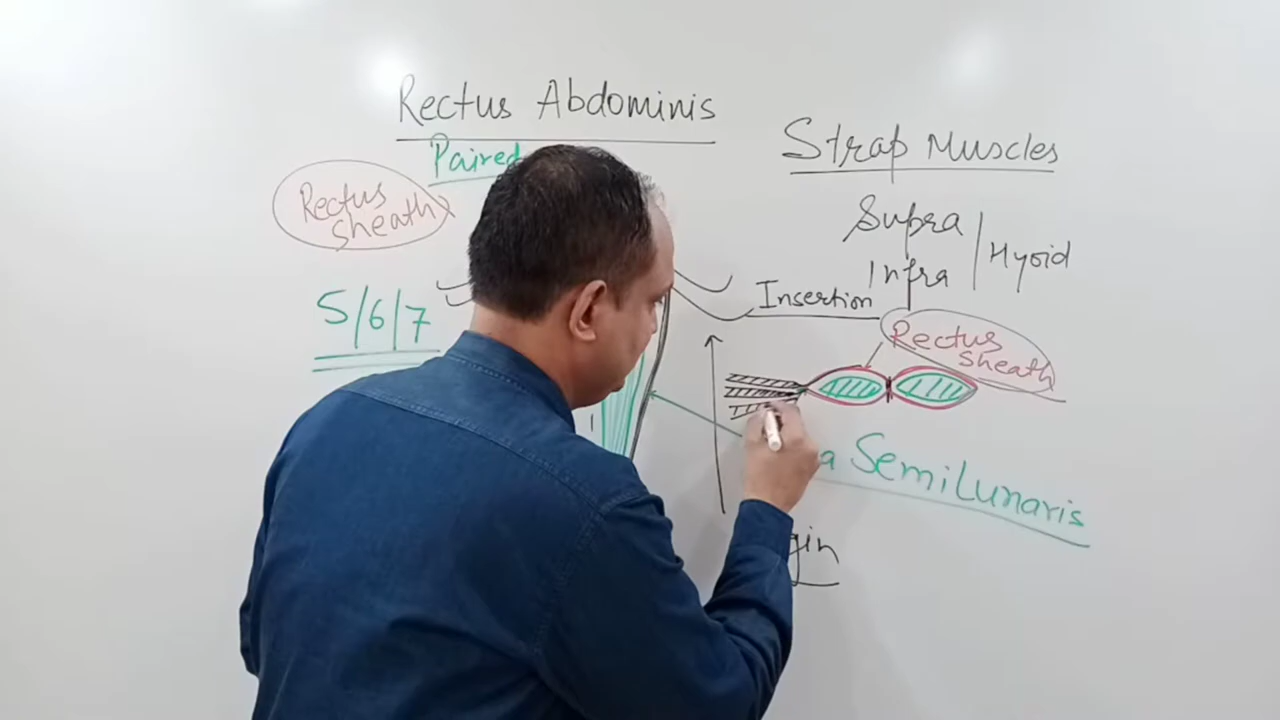 Rectus Abdominis
Paired
Rectus
Sheath
5/6/7
Strap Muscles
Supra
Infra
Hyoid
Insertion
Rectus
Sheath
SemiLunaris